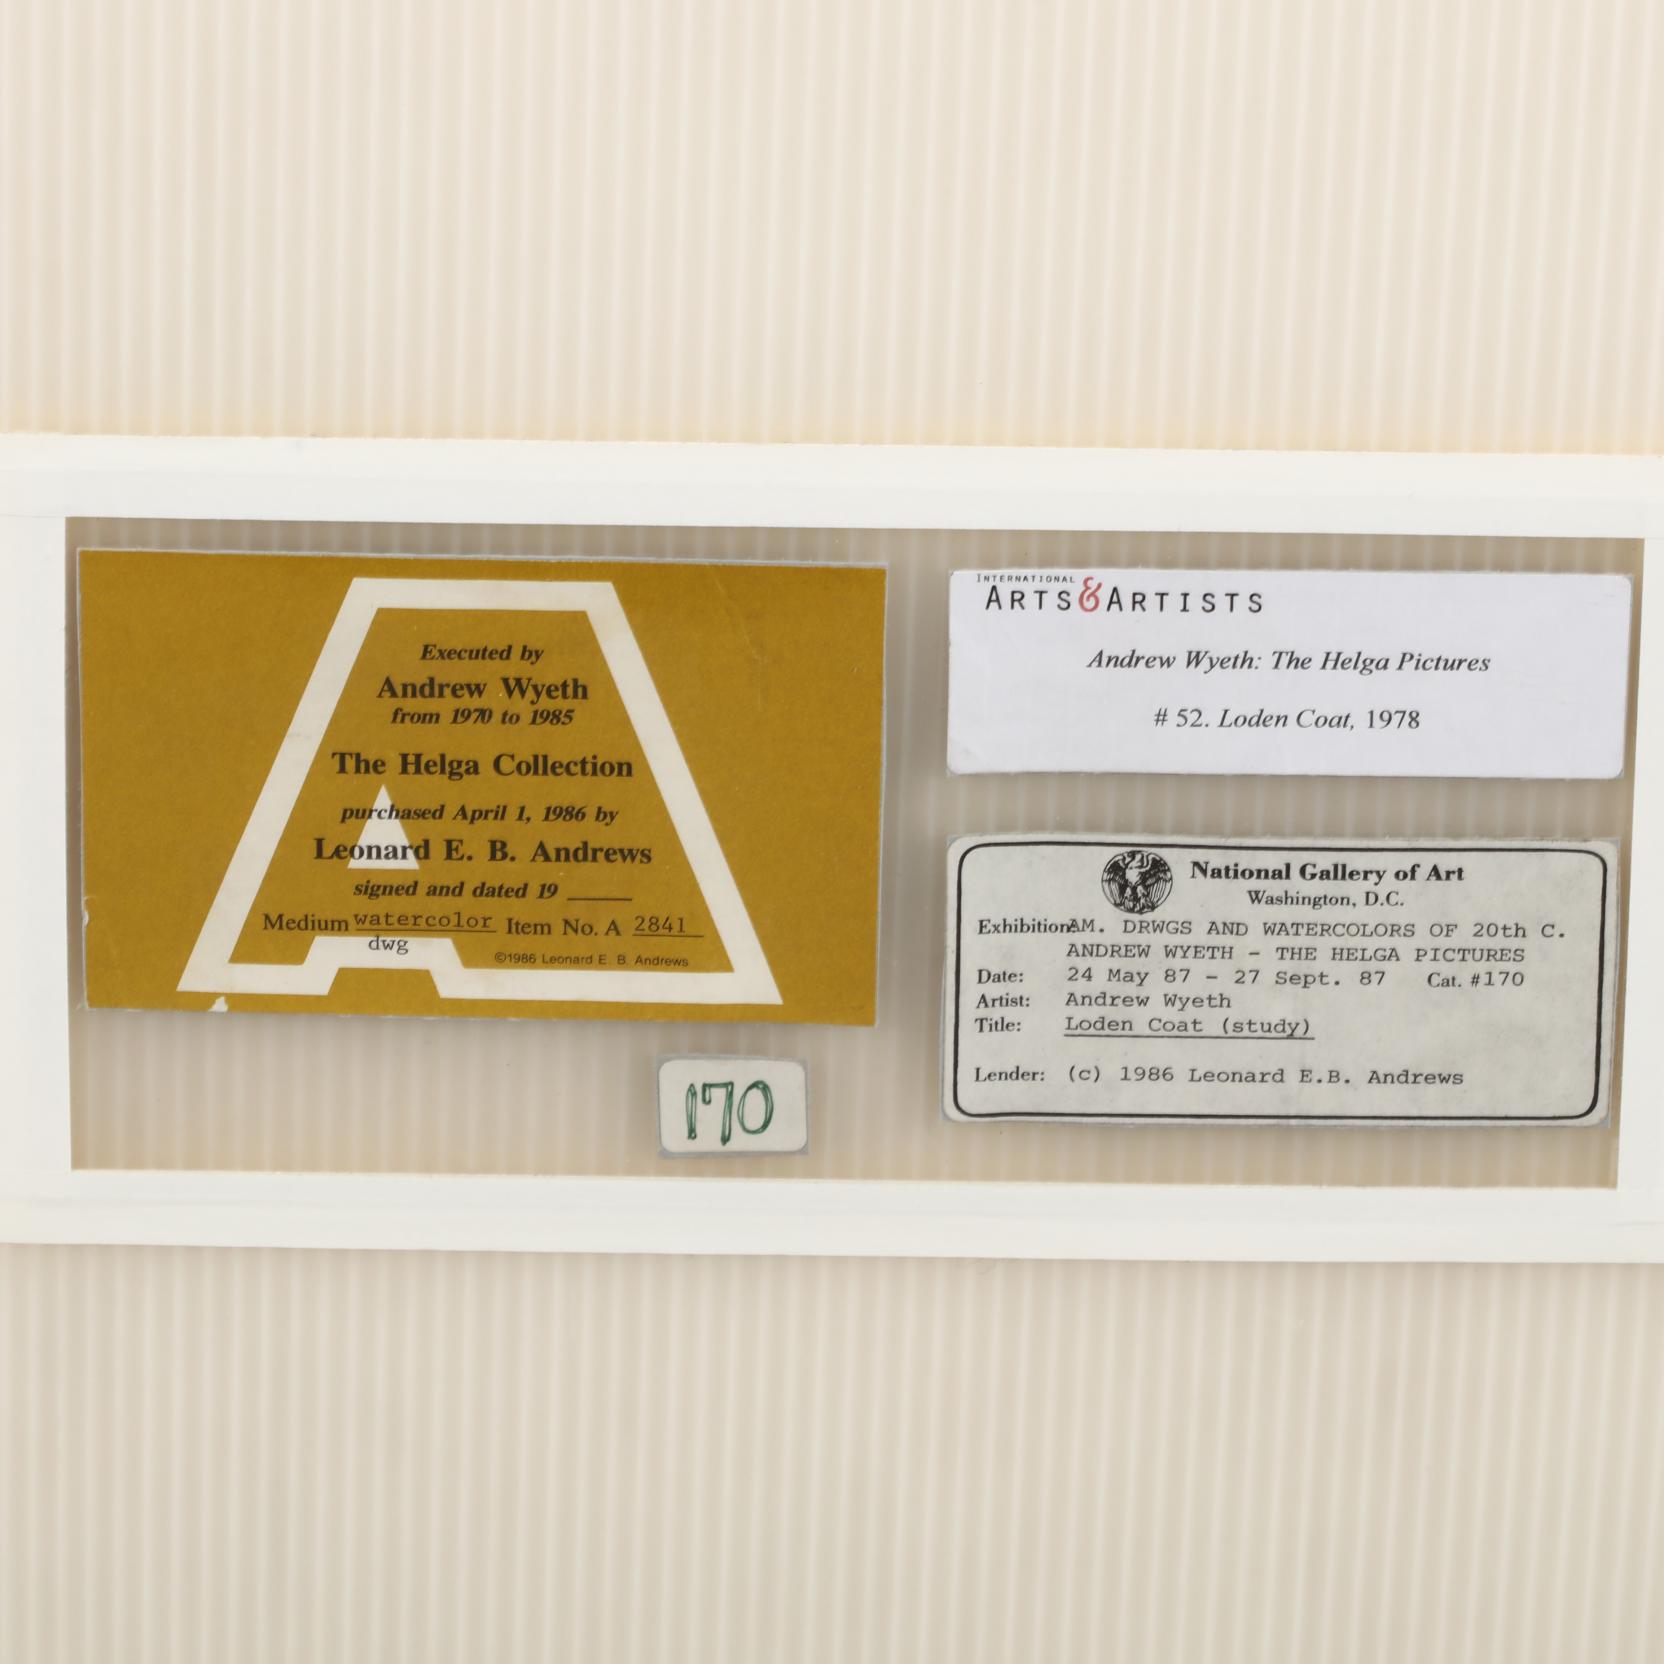 Executed by
Andrew Wyeth
from 1970 to 1985
The Helga Collection
purchased April 1, 1986 by
Leonard E. B. Andrews
signed and dated 19 ____
Medium watercolor Item No. A 2841
dwg
©1986 Leonard E. B. Andrews
170
INTERNATIONAL
ARTS&ARTISTS
Andrew Wyeth: The Helga Pictures
# 52. Loden Coat, 1978
National Gallery of Art
Washington, D.C.
Exhibition AM. DRWGS AND WATERCOLORS OF 20th C.
ANDREW WYETH - THE HELGA PICTURES
Date: 24 May 87 - 27 Sept. 87 Cat. #170
Artist: Andrew Wyeth
Title: Loden Coat (study)
Lender: (c) 1986 Leonard E.B. Andrews